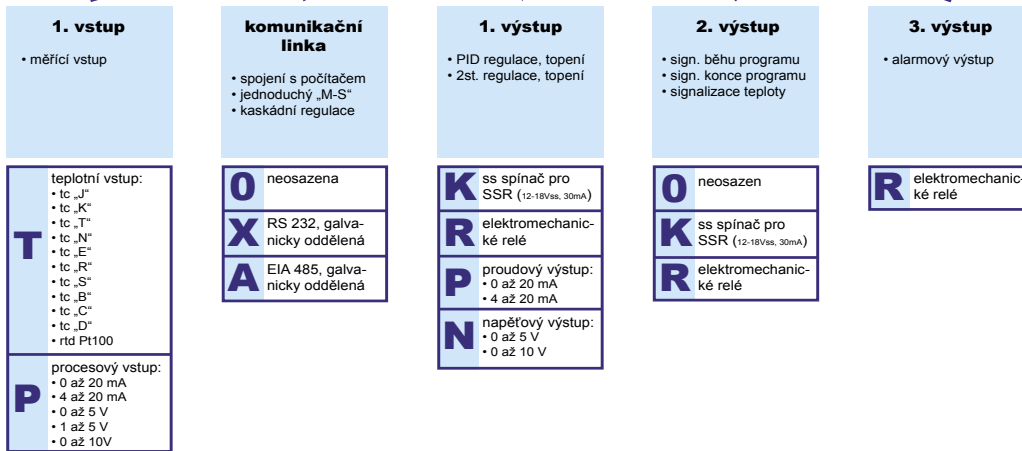 1. vstup
• měřící vstup
T
teplotní vstup:
• tc „J“
• tc „K“
• tc „T“
• tc „N“
• tc „E“
• tc „R“
• tc „S“
• tc „B“
• tc „C“
• tc „D“
• rtd Pt100
P
procesový vstup:
• 0 až 20 mA
• 4 až 20 mA
• 0 až 5 V
• 1 až 5 V
• 0 až 10V
komunikační
linka
• spojení s počítačem
• jednoduchý „M-S“
• kaskádní regulace
0
neosazena
X
RS 232, galva-
nicky oddělená
A
EIA 485, galva-
nicky oddělená
1. výstup
• PID regulace, topení
• 2st. regulace, topení
K
ss spínač pro
SSR (12-18Vss, 30mA)
R
elektromechanic-
ké relé
P
proudový výstup:
• 0 až 20 mA
• 4 až 20 mA
N
napěťový výstup:
• 0 až 5 V
• 0 až 10 V
2. výstup
• sign. běhu programu
• sign. konce programu
• signalizace teploty
0
neosazen
K
ss spínač pro
SSR (12-18Vss, 30mA)
R
elektromechanic-
ké relé
3. výstup
• alarmový výstup
R
elektromechanic-
ké relé